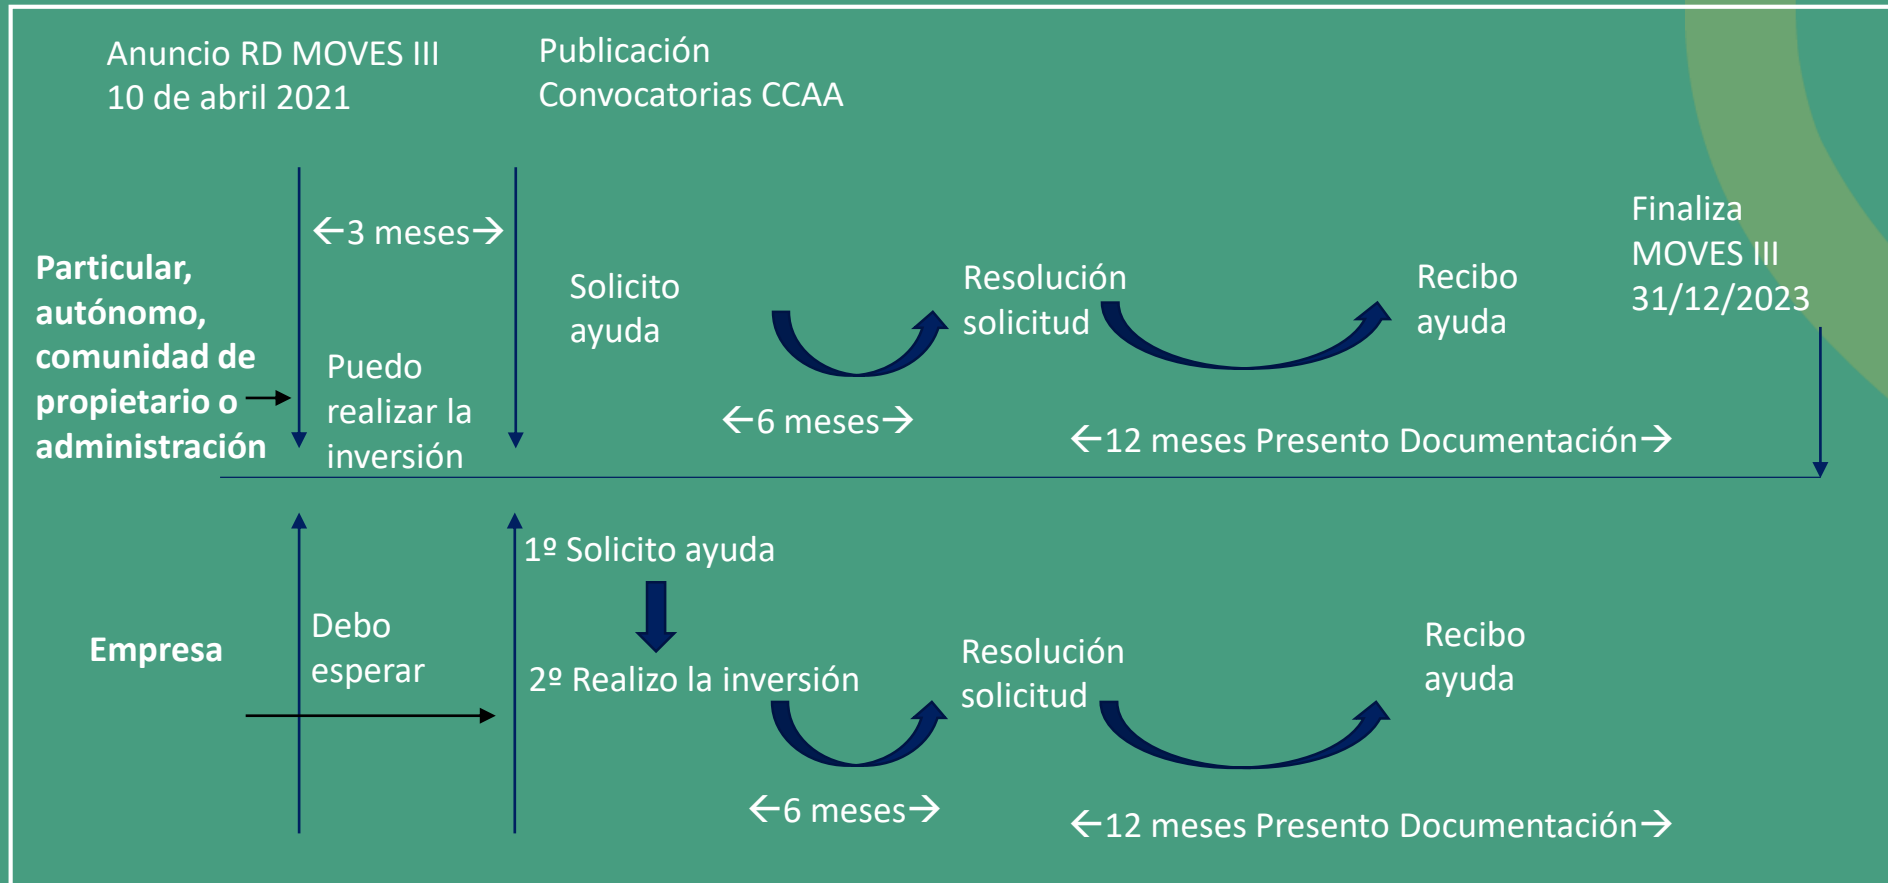 Anuncio RD MOVES III
10 de abril 2021
Publicación
Convocatorias CCAA
←3 meses→
Particular,
autónomo,
comunidad de
propietario o
administración
Puedo
realizar la
inversión
Solicito
ayuda
←6 meses→
Resolución
solicitud
Recibo
ayuda
←12 meses Presento Documentación→
Finaliza
MOVES III
31/12/2023
Empresa
Debo
esperar
1º Solicito ayuda
2º Realizo la inversión
←6 meses→
Resolución
solicitud
Recibo
ayuda
←12 meses Presento Documentación→